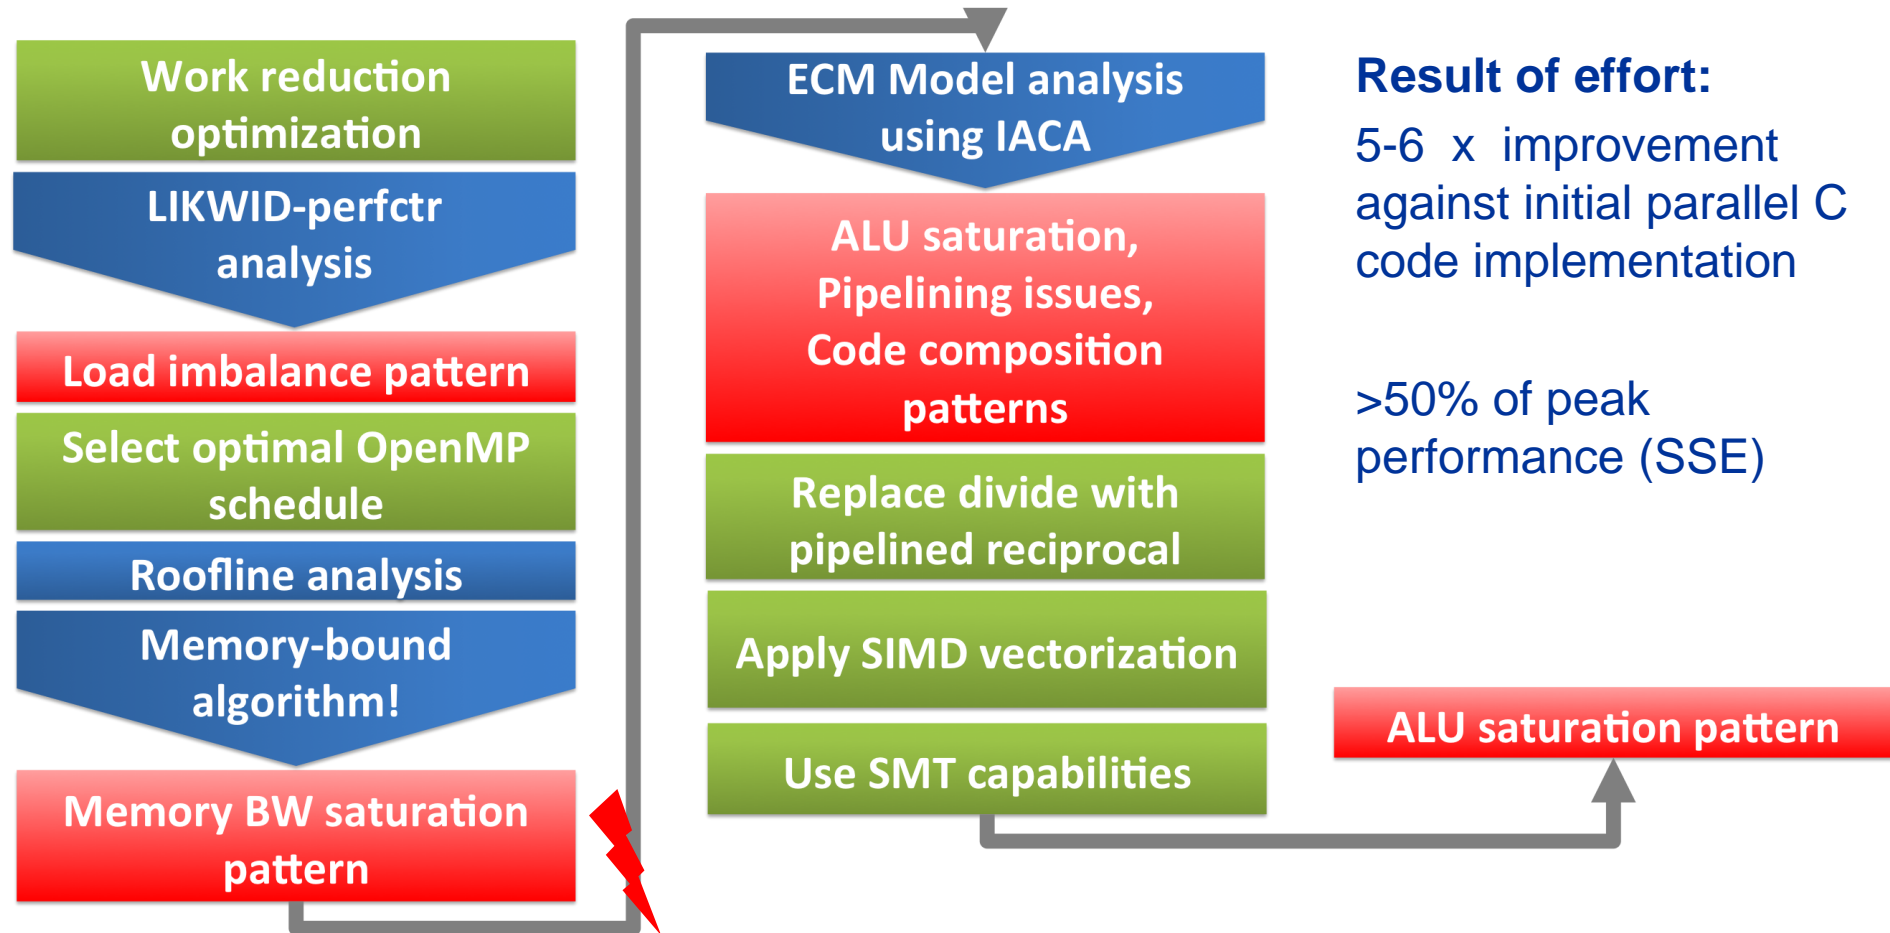 Work reduction
optimization
LIKWID-perfctr
analysis
Load imbalance pattern
Select optimal OpenMP
schedule
Roofline analysis
Memory-bound
algorithm!
Memory BW saturation
pattern
ECM Model analysis
using IACA
ALU saturation,
Pipelining issues,
Code composition
patterns
Replace divide with
pipelined reciprocal
Apply SIMD vectorization
Use SMT capabilities
Result of effort:
5-6 x improvement
against initial parallel C
code implementation
>50% of peak
performance (SSE)
ALU saturation pattern